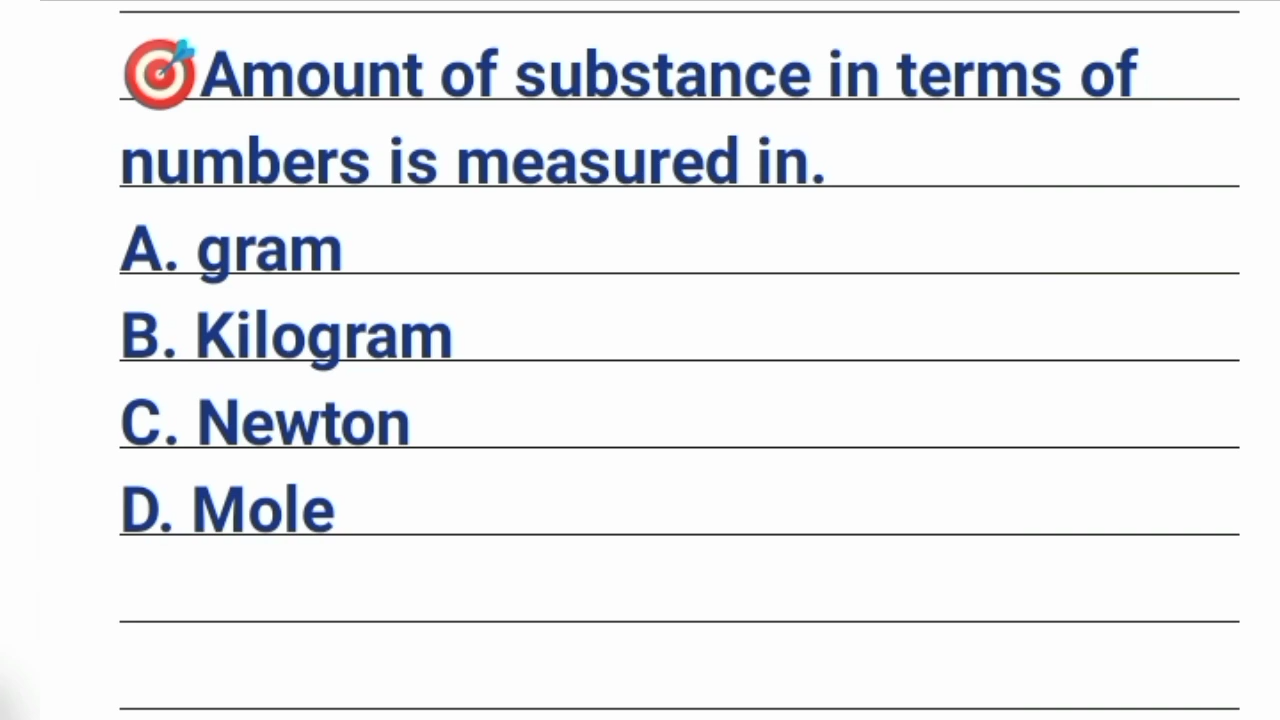 🎯Amount of substance in terms of
numbers is measured in.
A. gram
B. Kilogram
C. Newton
D. Mole